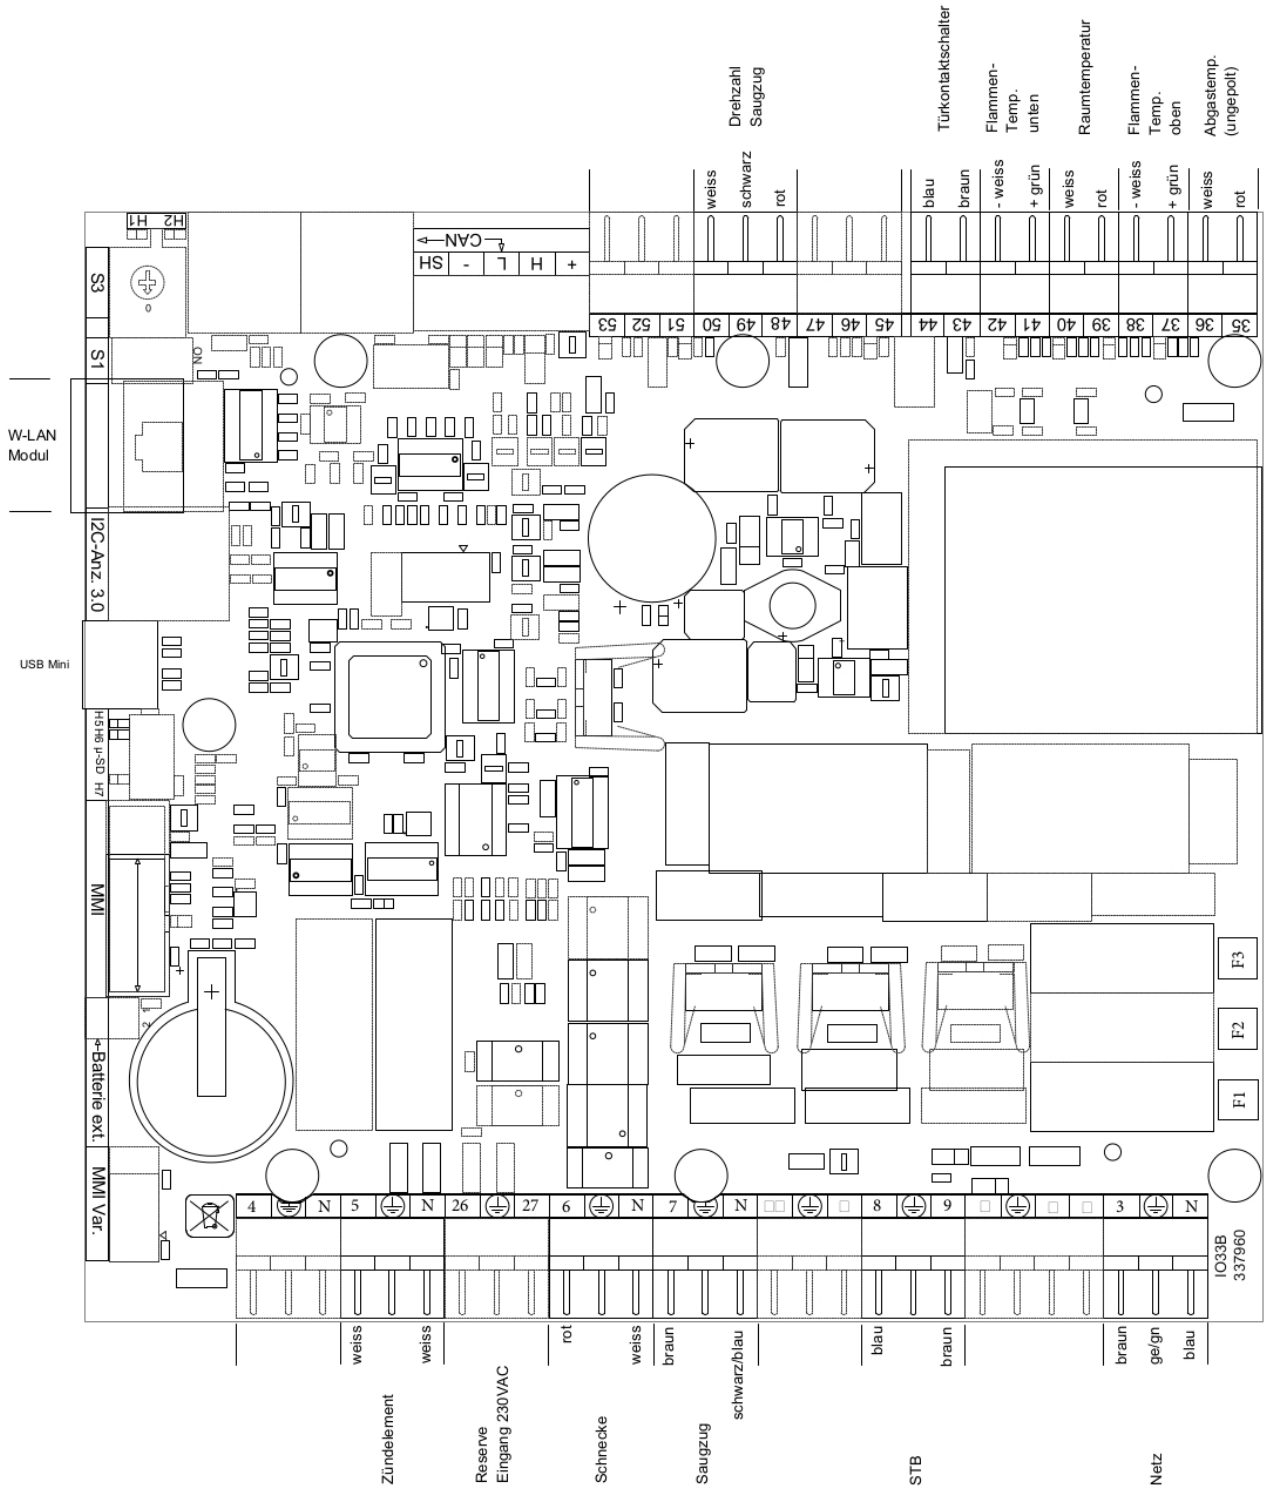 Drehzahl
Saugzug
Türkontaktschalter
Flammen-
Temp.
unten
Raumtemperatur
Flammen-
Temp.
oben
Abgastemp.
(ungepolt)
weiss
schwarz
rot
blau
braun
- weiss
+ grün
weiss
rot
- weiss
+ grün
weiss
rot
H1
H2
CAN
SH
-
L
H
+
53
52
51
50
49
48
47
46
45
44
43
42
41
40
39
38
37
36
35
S3
0
S1
ON
W-LAN
Modul
I2C-Anz. 3.0
USB Mini
H5 H6 µ-SD H7
MMI
+
1
2
Batterie ext.
MMI Var.
F3
F2
F1
4
N
5
N
26
27
6
N
7
N
8
9
3
N
IO33B
337960
weiss
weiss
rot
weiss
braun
schwarz/blau
blau
braun
braun
ge/gn
blau
Zündelement
Reserve
Eingang 230VAC
Schnecke
Saugzug
STB
Netz